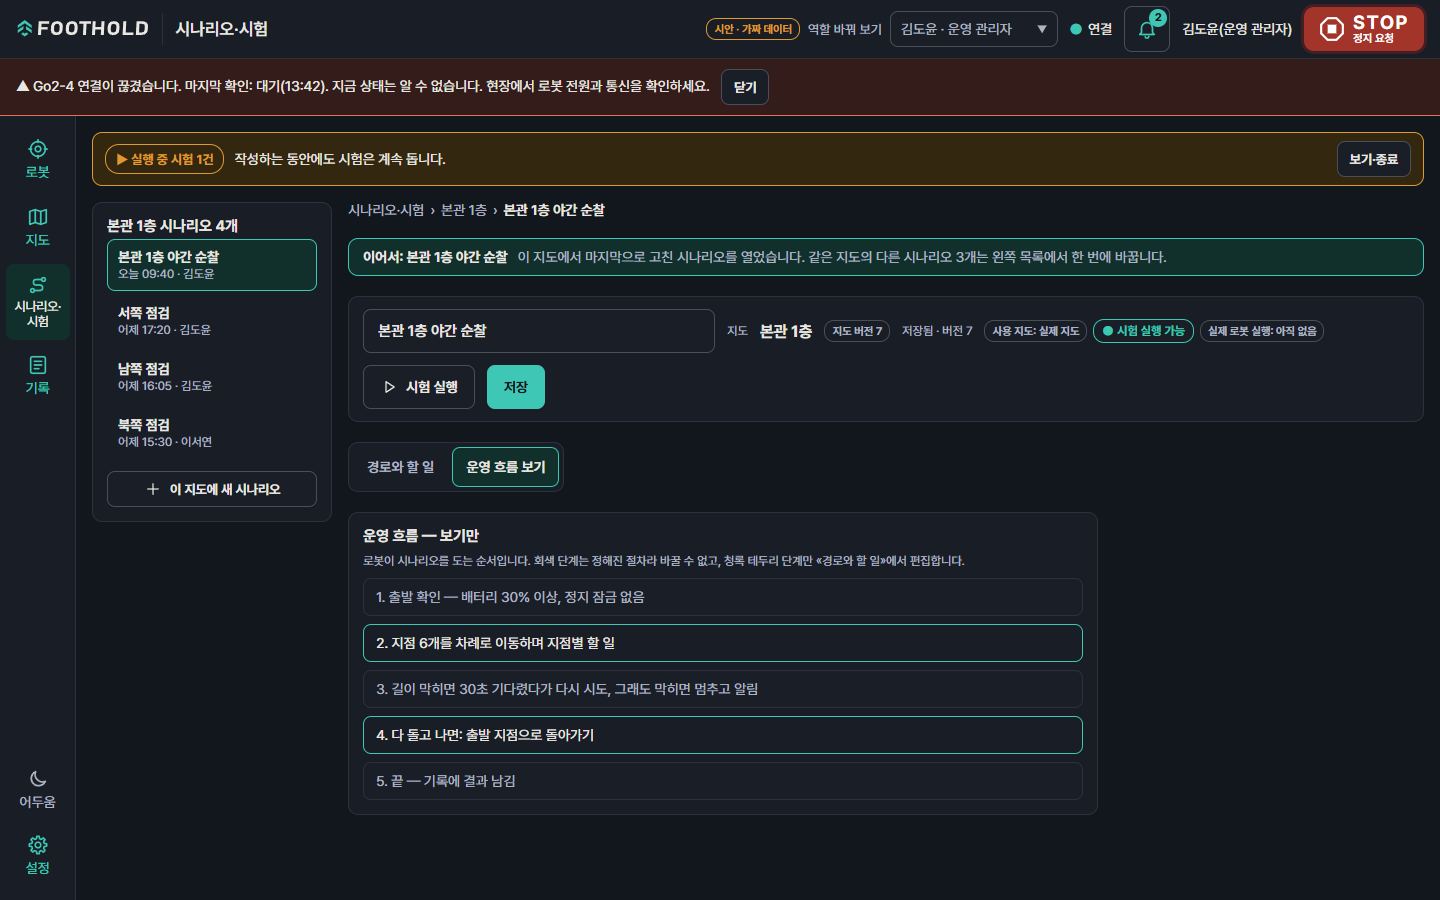 FOOTHOLD
시나리오·시험
시안 · 가짜 데이터
역할 바꿔 보기
김도윤 · 운영 관리자
연결
2
김도윤(운영 관리자)
STOP
정지 요청
Go2-4 연결이 끊겼습니다. 마지막 확인: 대기(13:42). 지금 상태는 알 수 없습니다. 현장에서 로봇 전원과 통신을 확인하세요.
닫기
로봇
지도
시나리오·
시험
기록
어두움
설정
▶ 실행 중 시험 1건
작성하는 동안에도 시험은 계속 돕니다.
보기·종료
본관 1층 시나리오 4개
본관 1층 야간 순찰
오늘 09:40 · 김도윤
서쪽 점검
어제 17:20 · 김도윤
남쪽 점검
어제 16:05 · 김도윤
북쪽 점검
어제 15:30 · 이서연
+ 이 지도에 새 시나리오
시나리오·시험 › 본관 1층 › 본관 1층 야간 순찰
이어서: 본관 1층 야간 순찰 이 지도에서 마지막으로 고친 시나리오를 열었습니다. 같은 지도의 다른 시나리오 3개는 왼쪽 목록에서 한 번에 바꿉니다.
본관 1층 야간 순찰
지도 본관 1층
지도 버전 7
저장됨 · 버전 7
사용 지도: 실제 지도
시험 실행 가능
실제 로봇 실행: 아직 없음
시험 실행
저장
경로와 할 일
운영 흐름 보기
운영 흐름 — 보기만
로봇이 시나리오를 도는 순서입니다. 회색 단계는 정해진 절차라 바꿀 수 없고, 청록 테두리 단계만 «경로와 할 일»에서 편집합니다.
1. 출발 확인 — 배터리 30% 이상, 정지 잠금 없음
2. 지점 6개를 차례로 이동하며 지점별 할 일
3. 길이 막히면 30초 기다렸다가 다시 시도, 그래도 막히면 멈추고 알림
4. 다 돌고 나면: 출발 지점으로 돌아가기
5. 끝 — 기록에 결과 남김